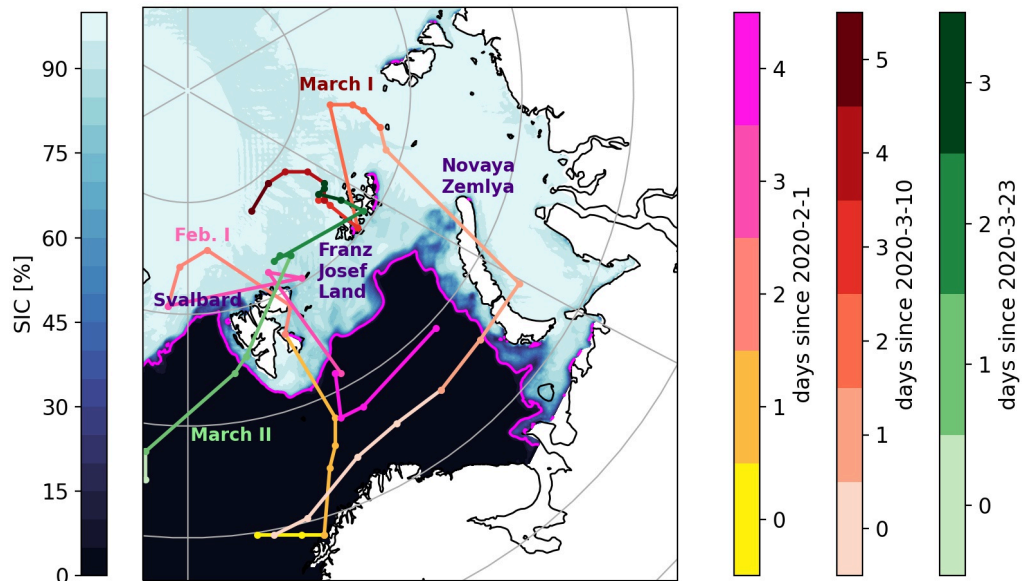 SIC [%]
90
75
60
45
30
15
0
March I
Novaya
Zemlya
Feb. I
Franz
Josef
Land
Svalbard
March II
4
3
2
1
0
days since 2020-2-1
5
4
3
2
1
0
days since 2020-3-10
3
2
1
0
days since 2020-3-23